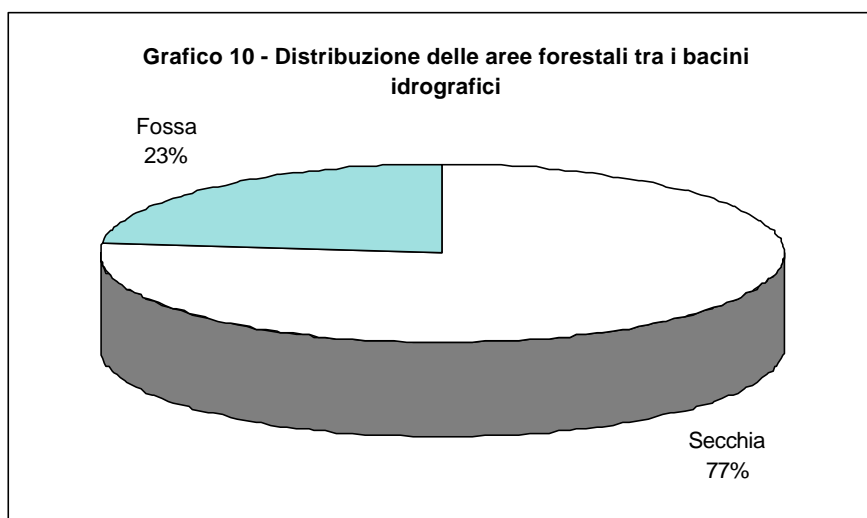 Grafico 10 - Distribuzione delle aree forestali tra i bacini
idrografici
Fossa
23%
Secchia
77%